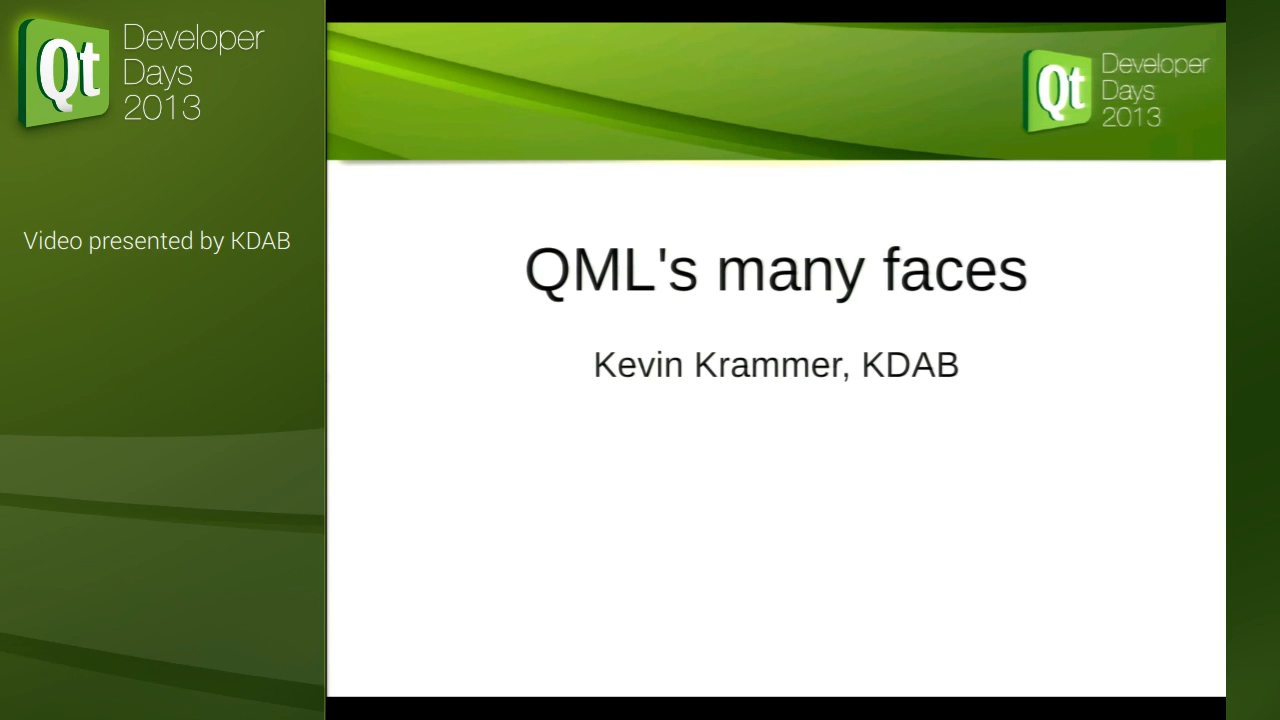 Qt
Developer
Days
2013
Video presented by KDAB
Qt
Developer
Days
2013
QML's many faces
Kevin Krammer, KDAB